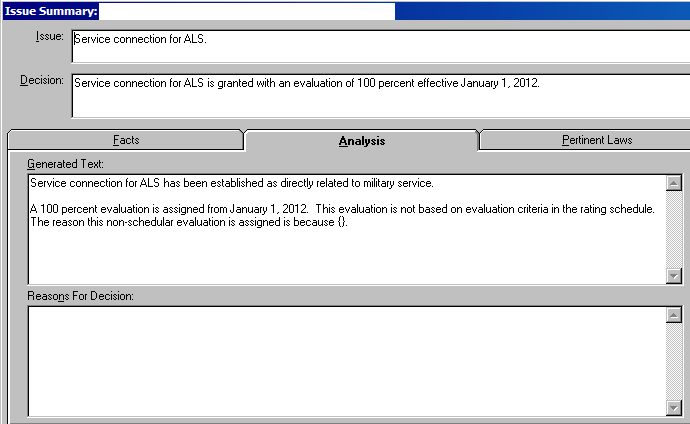 Issue Summary:
Issue: Service connection for ALS.
Decision: Service connection for ALS is granted with an evaluation of 100 percent effective January 1, 2012.
Facts Analysis Pertinent Laws
Generated Text:
Service connection for ALS has been established as directly related to military service.
A 100 percent evaluation is assigned from January 1, 2012.  This evaluation is not based on evaluation criteria in the rating schedule.
The reason this non-schedular evaluation is assigned is because {}.
Reasons For Decision: